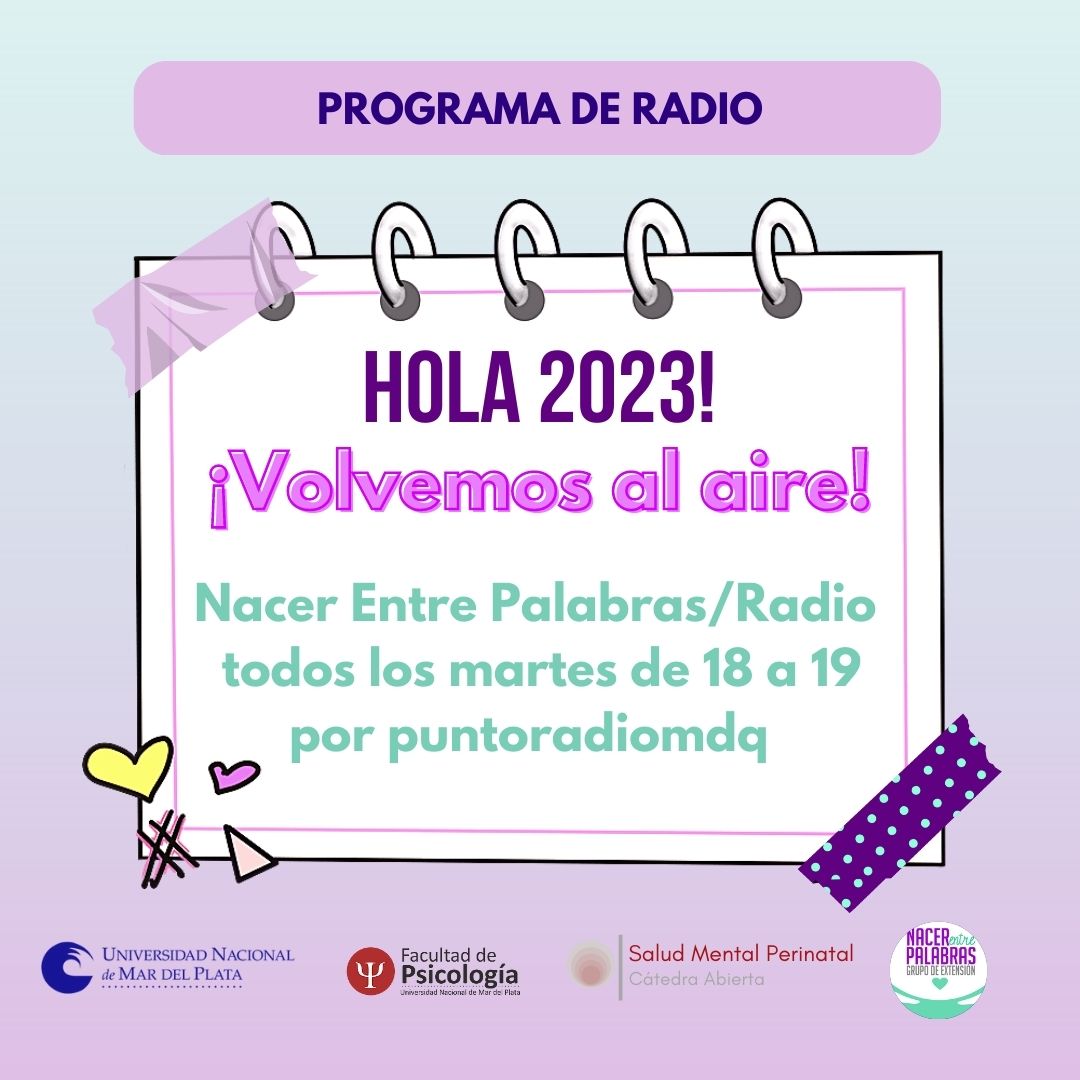 PROGRAMA DE RADIO
HOLA 2023!
¡Volvemos al aire!
Nacer Entre Palabras/Radio
todos los martes de 18 a 19
por puntoradiomdq
UNIVERSIDAD NACIONAL
de MAR DEL PLATA
Facultad de
Psicología
Universidad Nacional de Mar del Plata
Salud Mental Perinatal
Cátedra Abierta
NACER entre
PALABRAS
GRUPO DE EXTENSIÓN